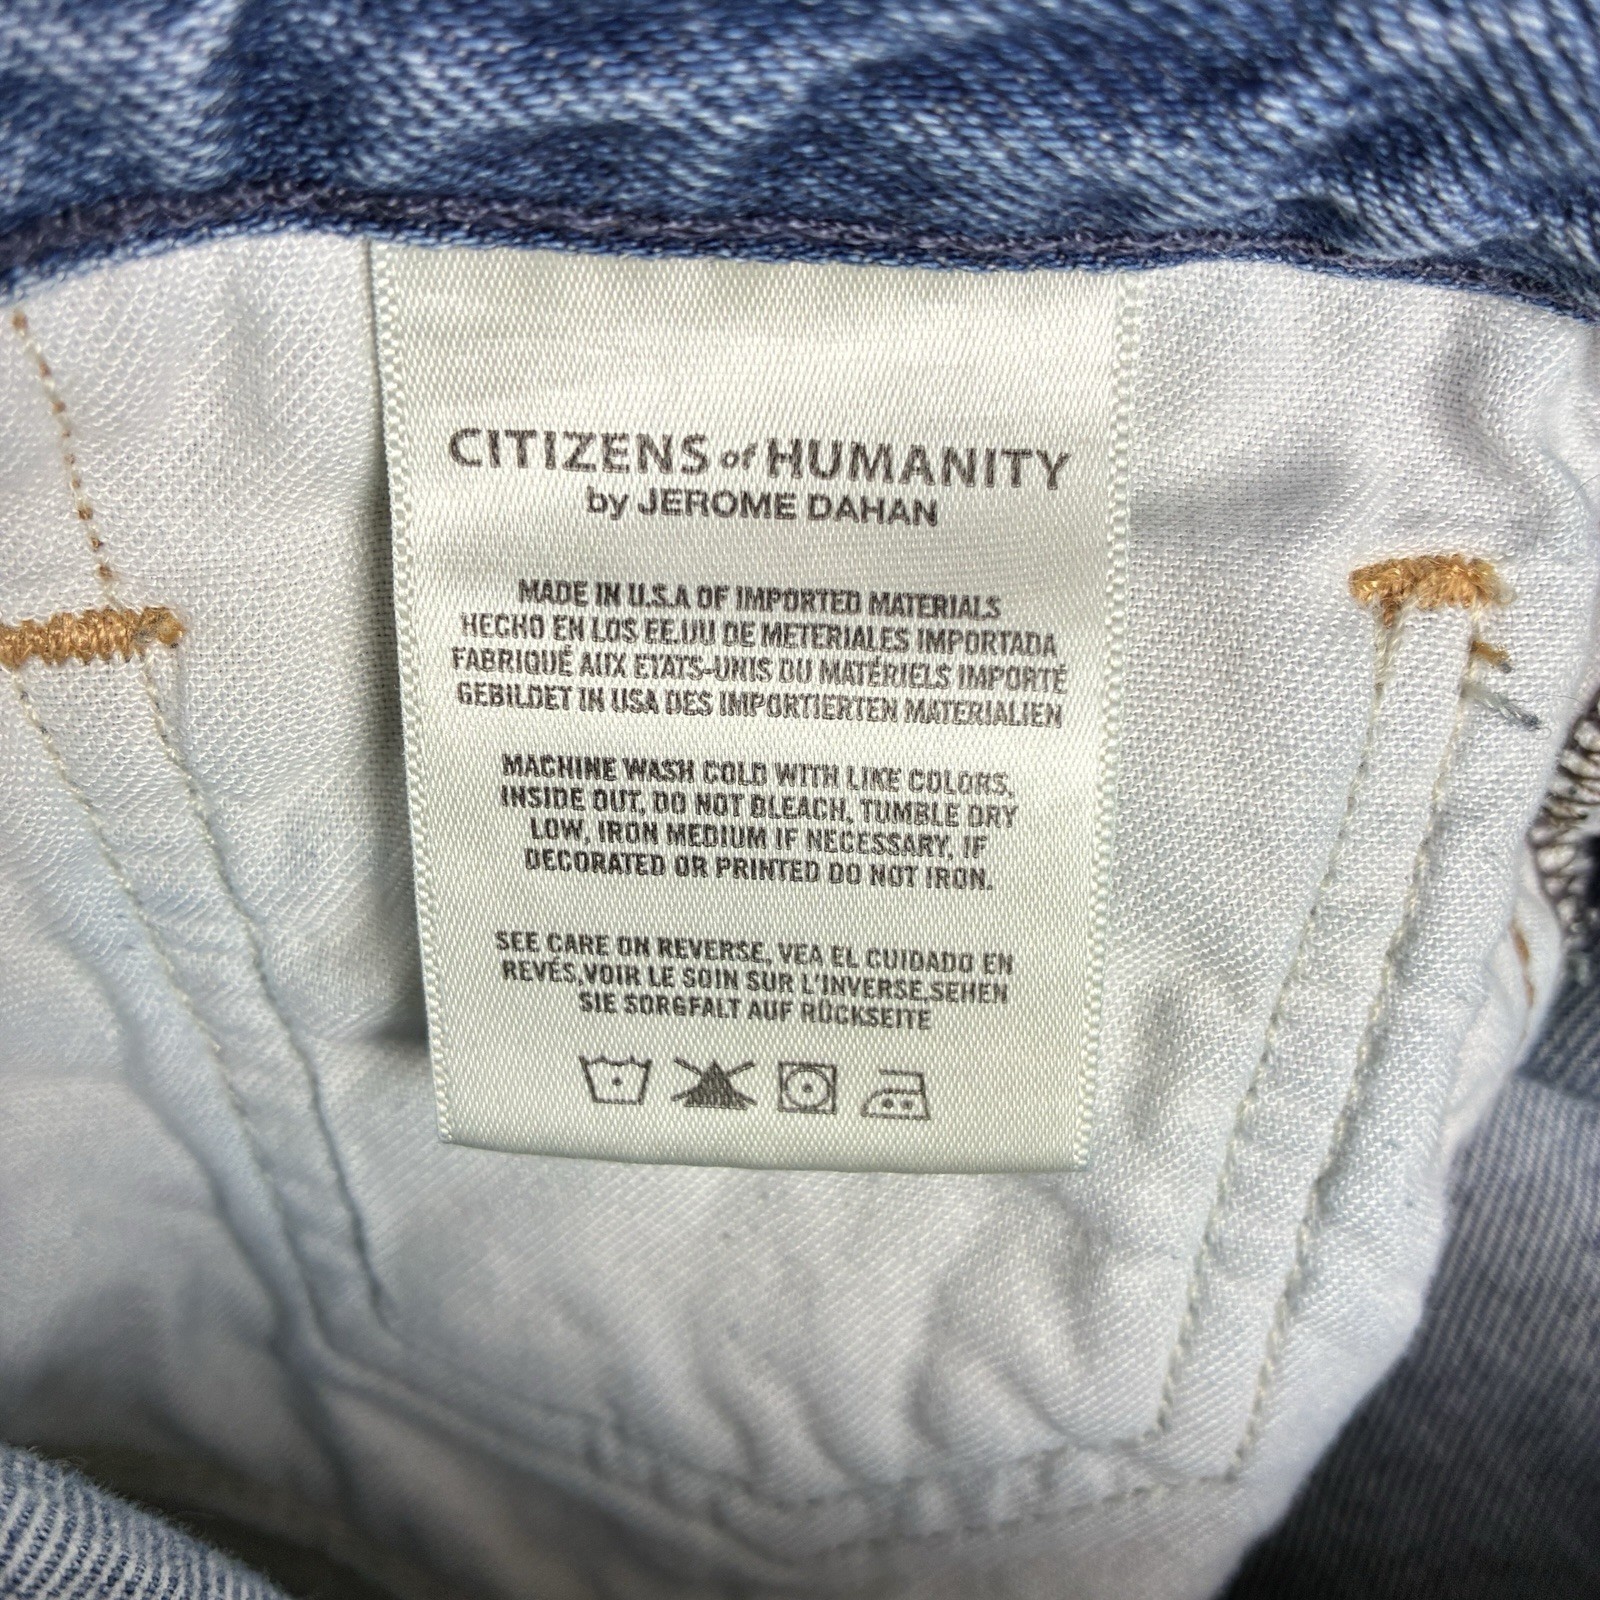 CITIZENS of HUMANITY
by JEROME DAHAN
MADE IN U.S.A OF IMPORTED MATERIALS
HECHO EN LOS EE.UU DE METERIALES IMPORTADA
FABRIQUÉ AUX ETATS-UNIS DU MATÉRIELS IMPORTÉ
GEBILDET IN USA DES IMPORTIERTEN MATERIALIEN
MACHINE WASH COLD WITH LIKE COLORS,
INSIDE OUT, DO NOT BLEACH, TUMBLE DRY
LOW, IRON MEDIUM IF NECESSARY, IF
DECORATED OR PRINTED DO NOT IRON.
SEE CARE ON REVERSE, VEA EL CUIDADO EN
REVÉS,VOIR LE SOIN SUR L'INVERSE,SEHEN
SIE SORGFALT AUF RÜCKSEITE